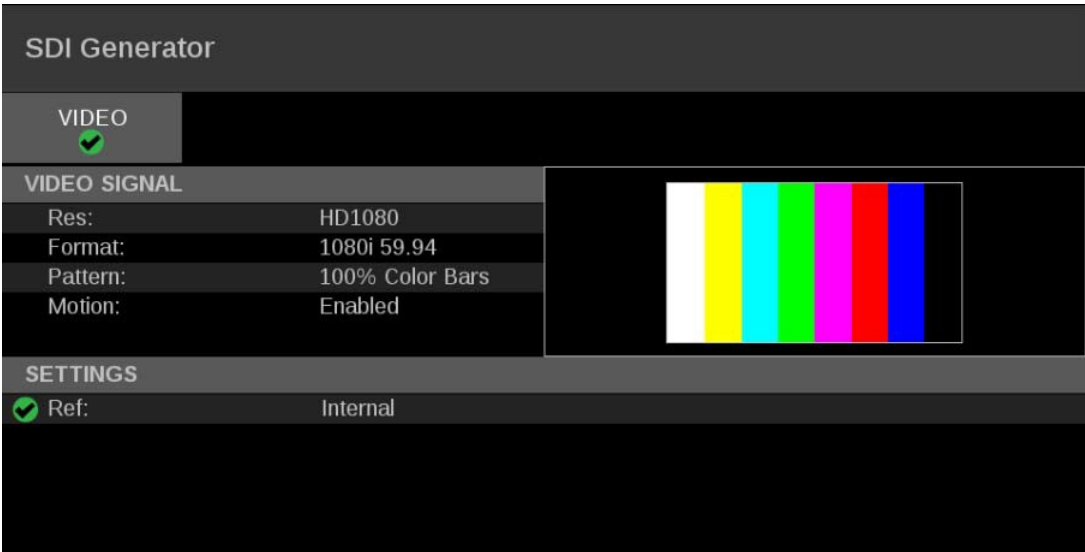 SDI Generator
VIDEO
VIDEO SIGNAL
Res: HD1080
Format: 1080i 59.94
Pattern: 100% Color Bars
Motion: Enabled
SETTINGS
Ref: Internal